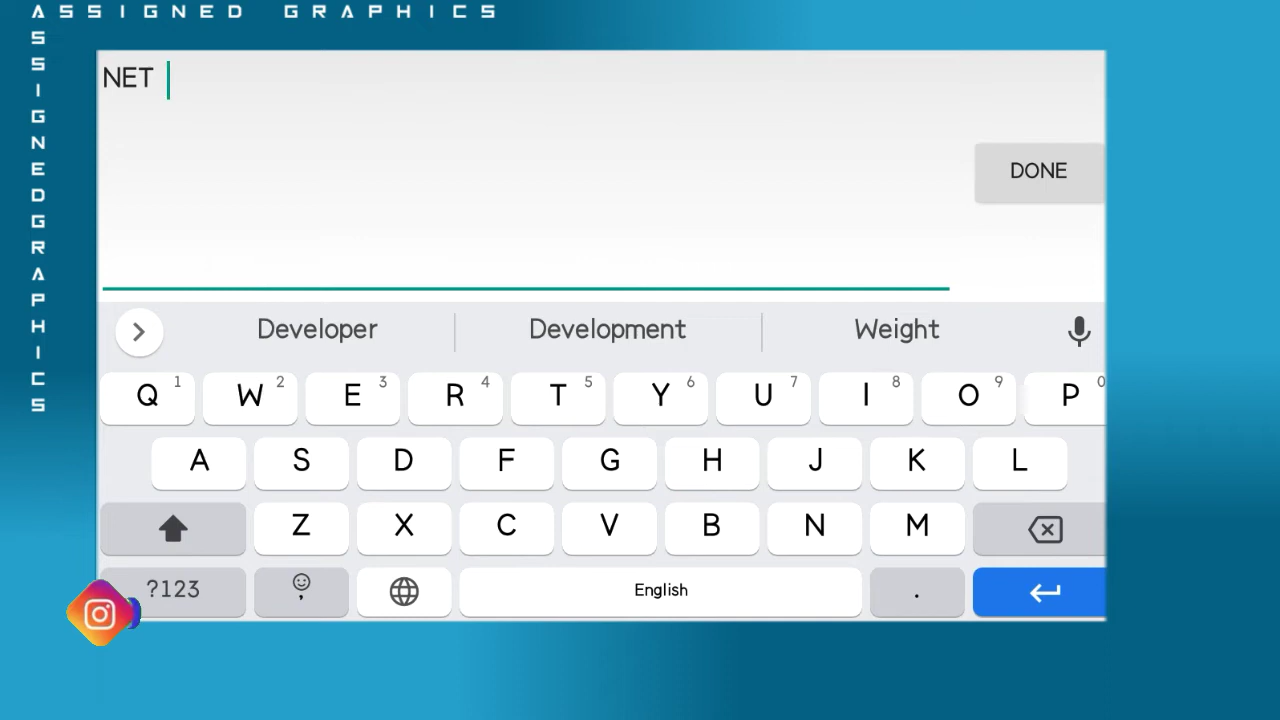 ASSIGNED GRAPHICS
ASSIGNEDGRAPHICS
NET
DONE
Developer Development Weight
Q 1 W 2 E 3 R 4 T 5 Y 6 U 7 I 8 O 9 P 0
A S D F G H J K L
Z X C V B N M
?123 , English .